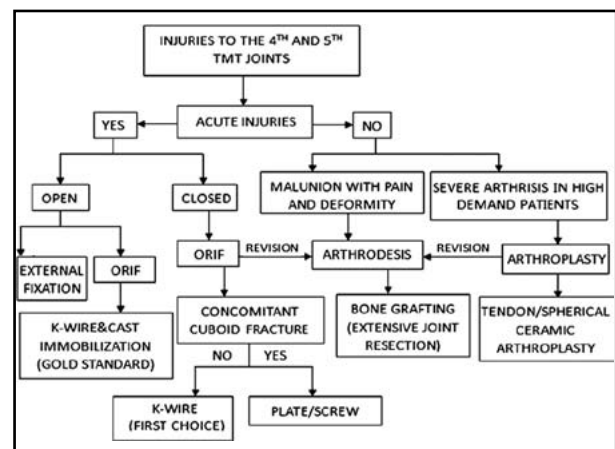 INJURIES TO THE 4TH AND 5TH
TMT JOINTS
YES
ACUTE INJURIES
NO
OPEN
CLOSED
MALUNION WITH PAIN
AND DEFORMITY
SEVERE ARTHRISIS IN HIGH
DEMAND PATIENTS
EXTERNAL
FIXATION
ORIF
ORIF
REVISION
ARTHRODESIS
REVISION
ARTHROPLASTY
K-WIRE&CAST
IMMOBILIZATION
(GOLD STANDARD)
CONCOMITANT
CUBOID FRACTURE
BONE GRAFTING
(EXTENSIVE JOINT
RESECTION)
TENDON/SPHERICAL
CERAMIC
ARTHROPLASTY
NO
YES
K-WIRE
(FIRST CHOICE)
PLATE/SCREW